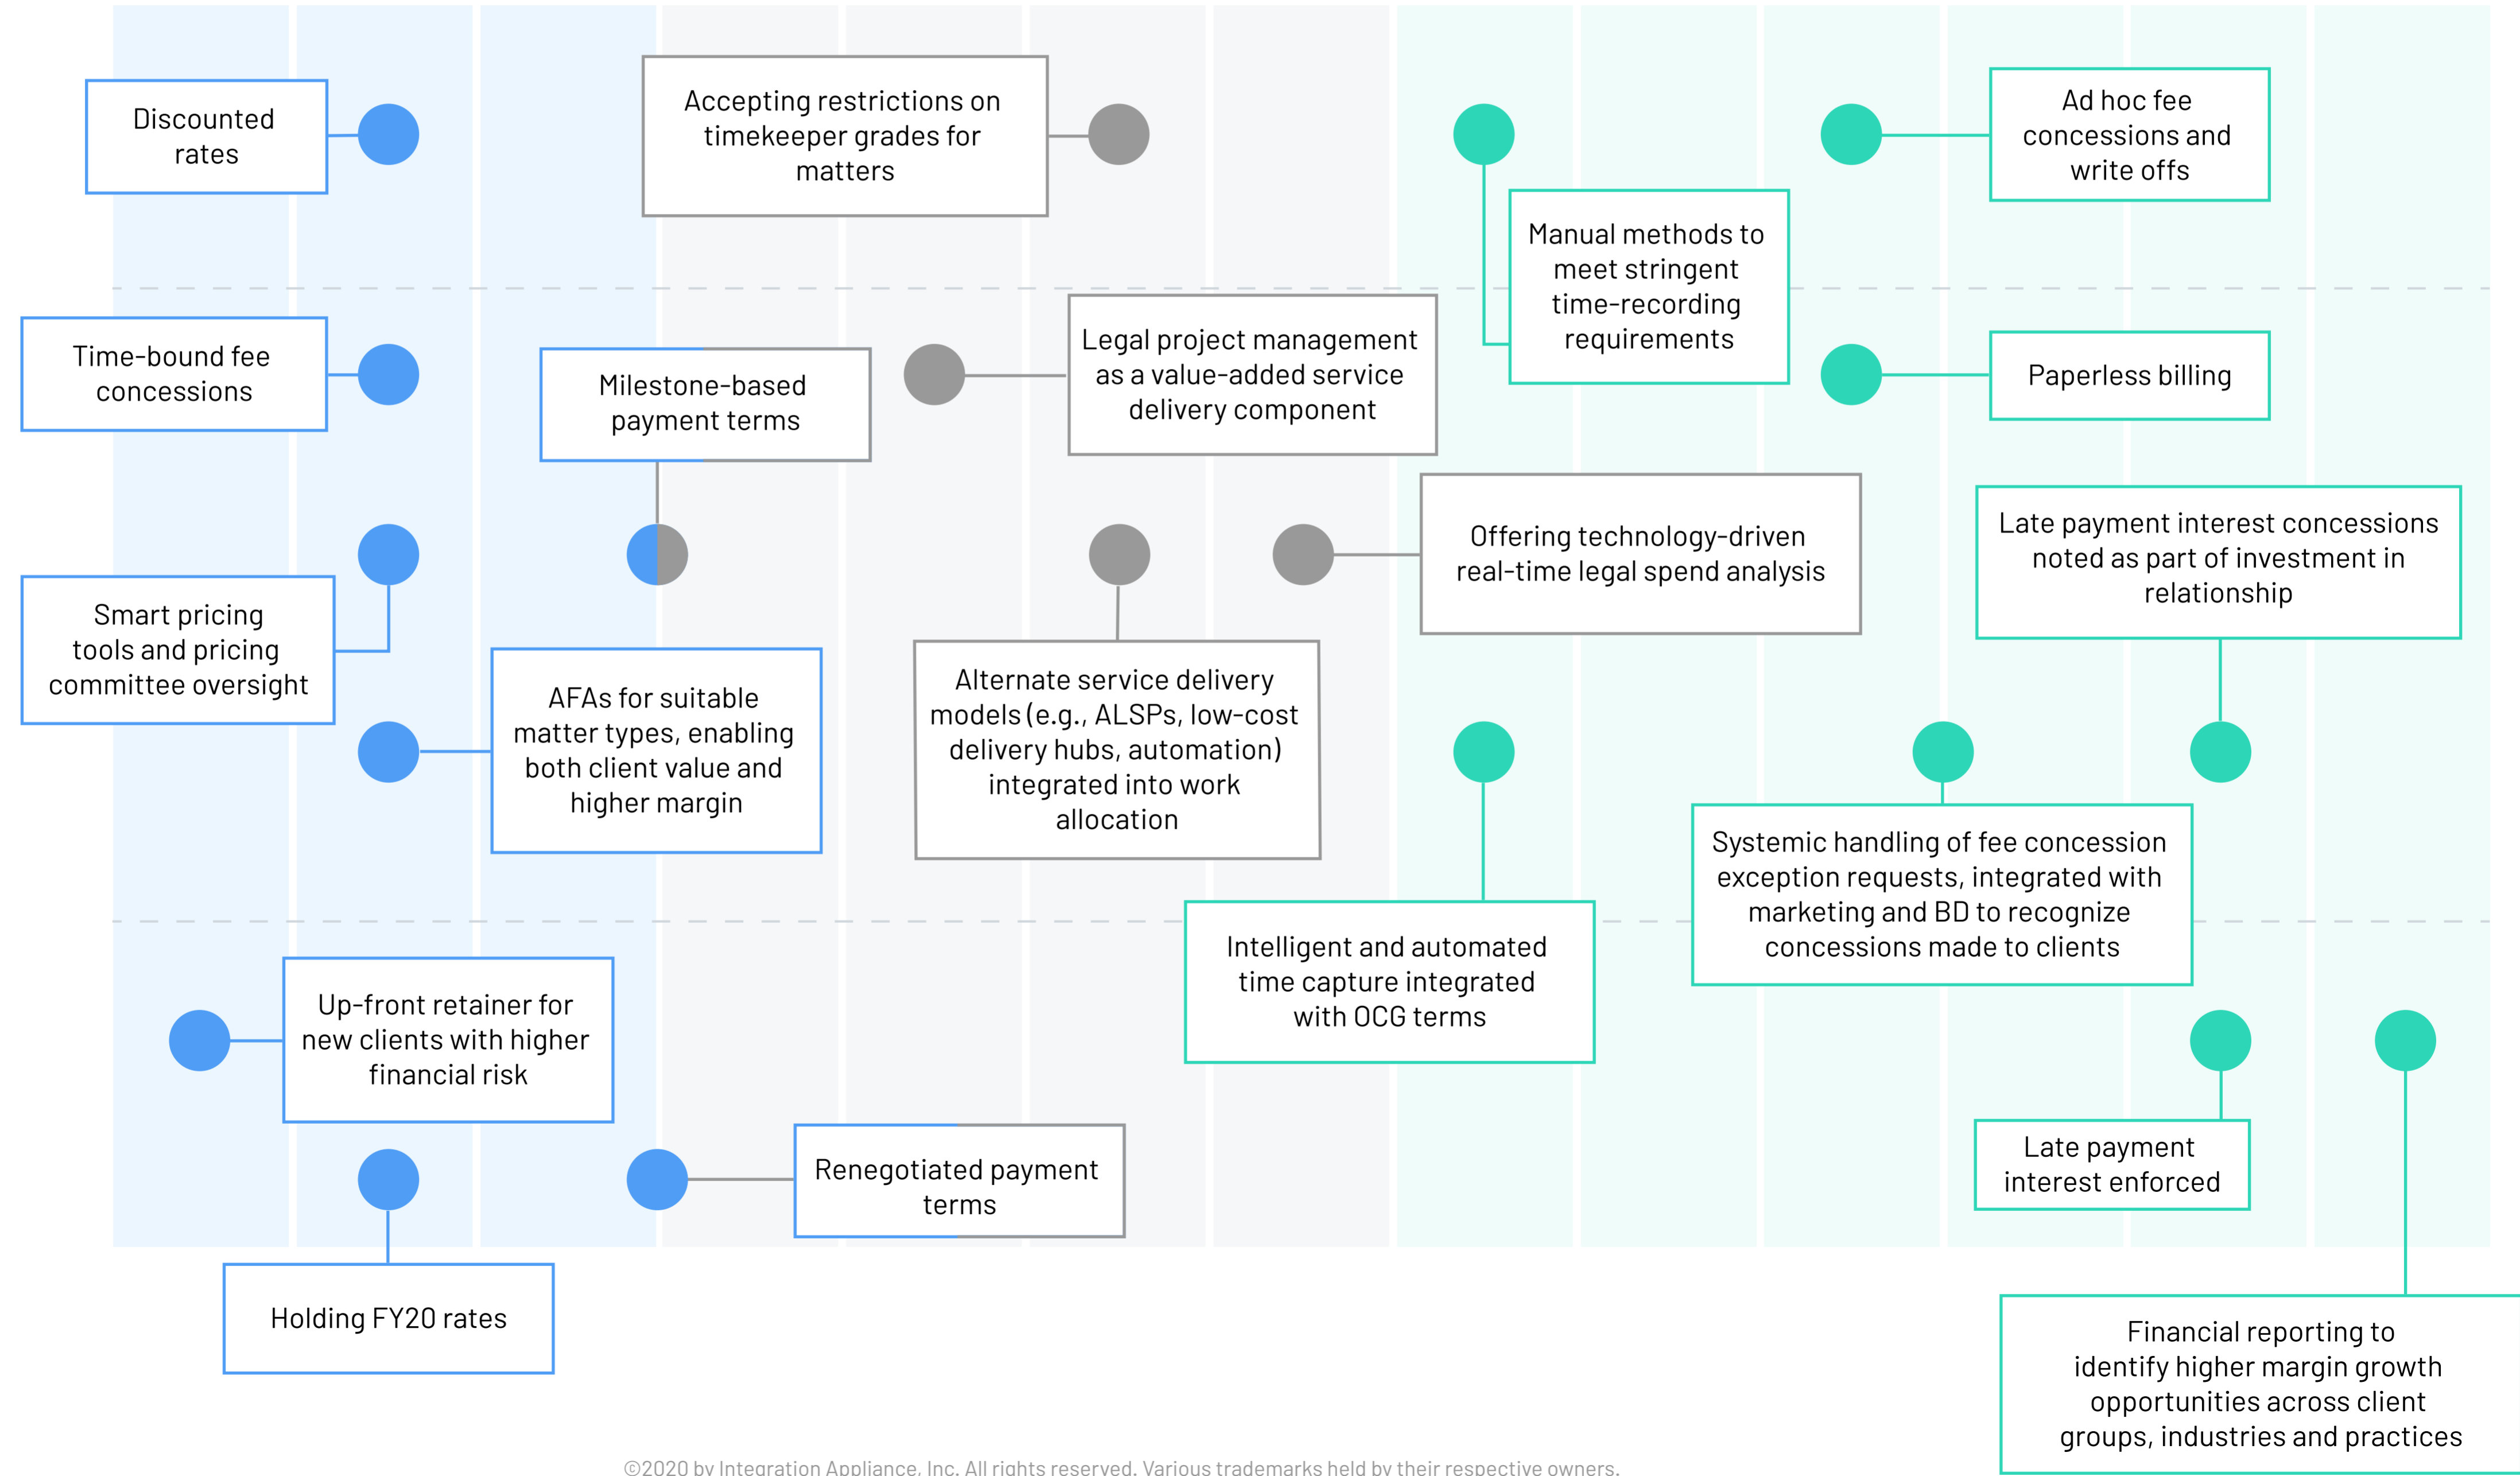 Discounted
rates
Accepting restrictions on
timekeeper grades for
matters
Ad hoc fee
concessions and
write offs
Manual methods to
meet stringent
time-recording
requirements
Time-bound fee
concessions
Milestone-based
payment terms
Legal project management
as a value-added service
delivery component
Paperless billing
Offering technology-driven
real-time legal spend analysis
Late payment interest concessions
noted as part of investment in
relationship
Smart pricing
tools and pricing
committee oversight
AFAs for suitable
matter types, enabling
both client value and
higher margin
Alternate service delivery
models (e.g., ALSPs, low-cost
delivery hubs, automation)
integrated into work
allocation
Systemic handling of fee concession
exception requests, integrated with
marketing and BD to recognize
concessions made to clients
Intelligent and automated
time capture integrated
with OCG terms
Up-front retainer for
new clients with higher
financial risk
Renegotiated payment
terms
Late payment
interest enforced
Holding FY20 rates
Financial reporting to
identify higher margin growth
opportunities across client
groups, industries and practices
©2020 by Integration Appliance, Inc. All rights reserved. Various trademarks held by their respective owners.